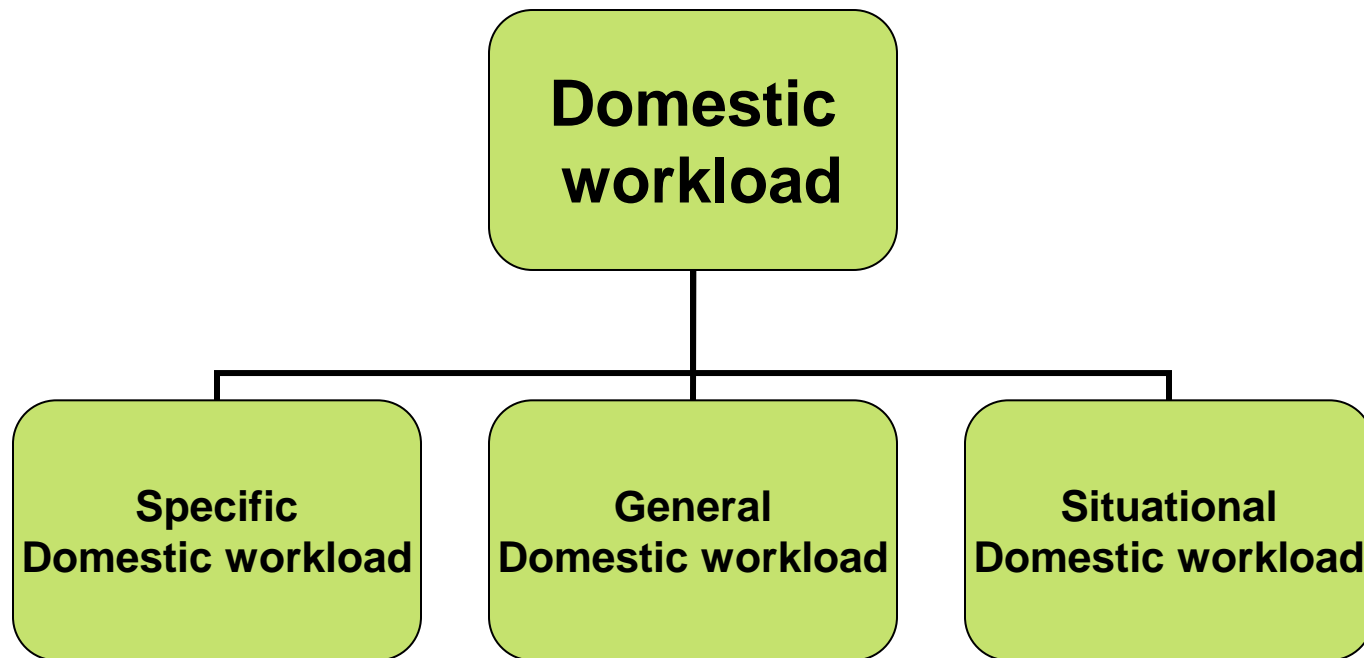 Domestic
workload
Specific
Domestic workload
General
Domestic workload
Situational
Domestic workload